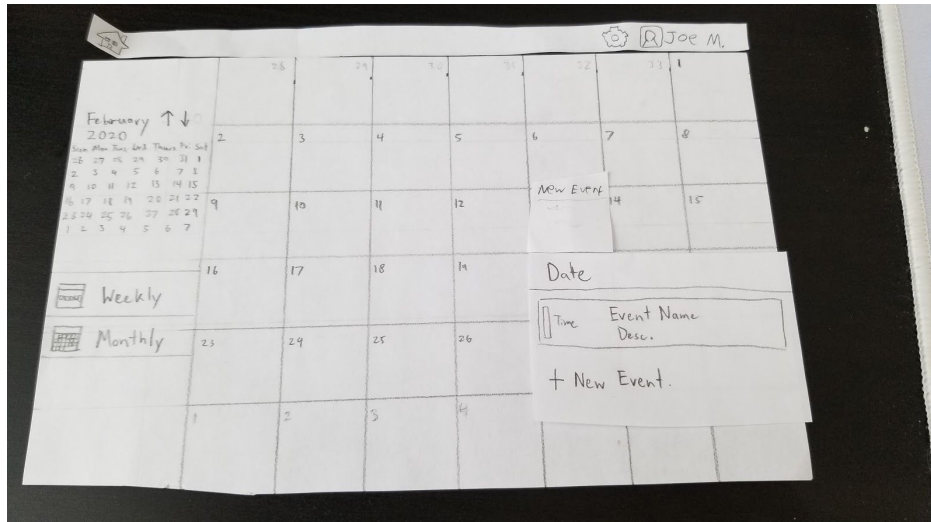 Joe M.
28 29 30 31 32 33 1
February ↑ ↓
2020
Sun Mon Tues Wed Thurs Fri Sat
26 27 28 29 30 31 1
2 3 4 5 6 7 8
9 10 11 12 13 14 15
16 17 18 19 20 21 22
23 24 25 26 27 28 29
1 2 3 4 5 6 7
2 3 4 5 6 7 8
New Event
9 10 11 12 14 15
16 17 18 19
Date
Weekly
Time Event Name
Desc.
Monthly
23 29 25 26
+ New Event.
1 2 3 4